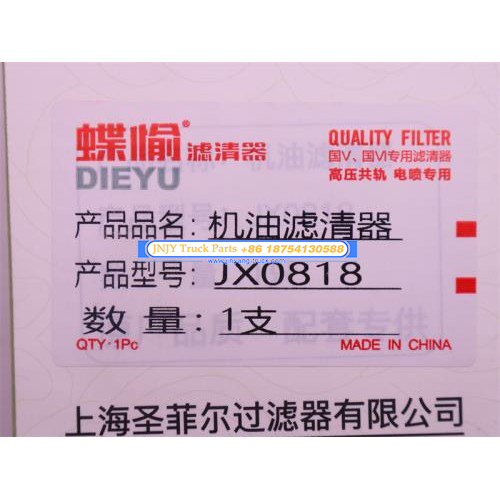 蝶愉® 滤清器
DIEYU
QUALITY FILTER
国Ⅴ、国Ⅵ专用滤清器
高压共轨 电喷专用
产品品名: 机油滤清器
JNJY Truck Parts +86 18754130588
产品型号: JX0818
数 量: 1支
QTY·1Pc
MADE IN CHINA
上海圣菲尔过滤器有限公司